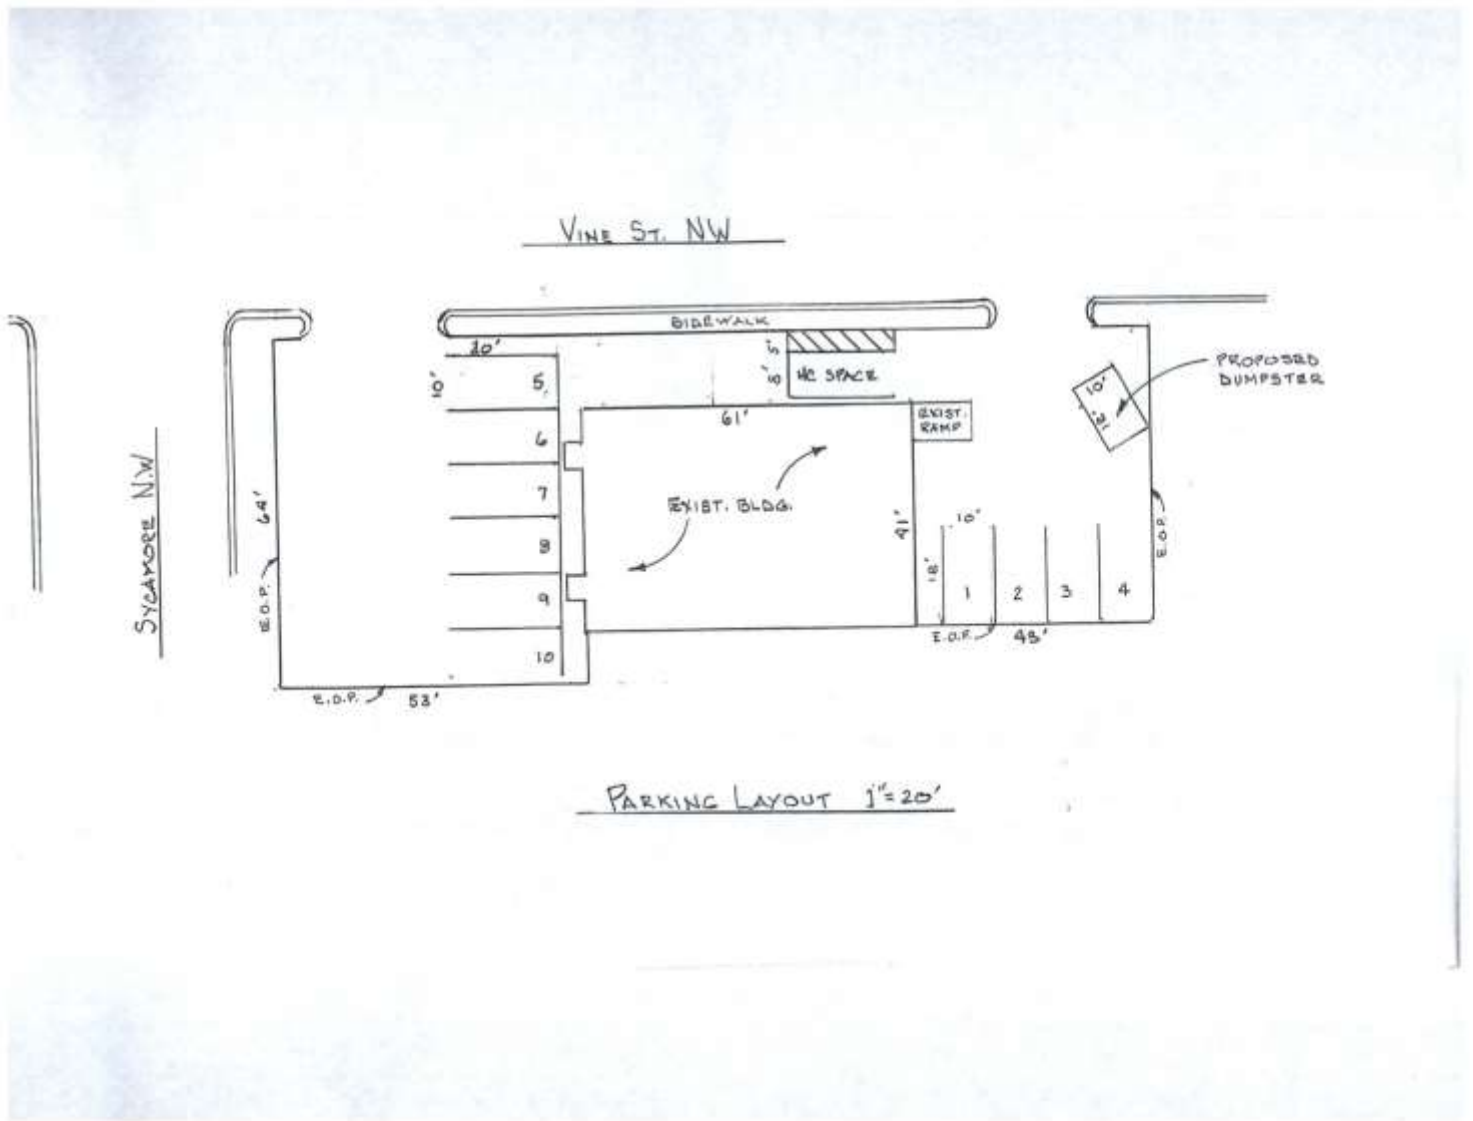 VINE ST. NW
SIDEWALK
20'
5'
8'
HC SPACE
10'
5
61'
EXIST.
RAMP
10'
12'
PROPOSED
DUMPSTER
SYCAMORE N.W
64'
E.O.P.
6
7
8
9
10
EXIST. BLDG.
41'
10'
18'
1
2
3
4
E.O.P.
E.O.P.
E.O.P.
53'
PARKING LAYOUT 1"=20'